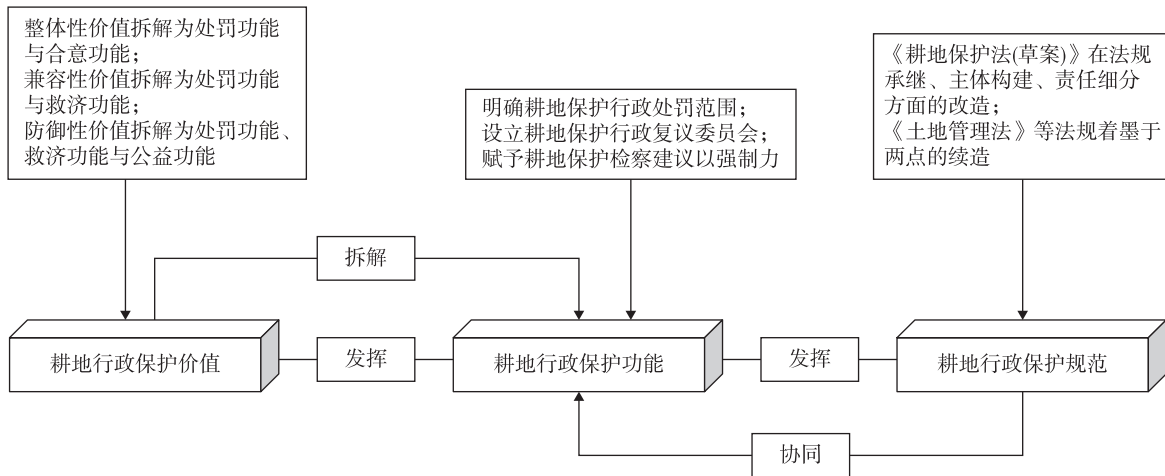 整体性价值拆解为处罚功能
与合意功能；
兼容性价值拆解为处罚功能
与救济功能；
防御性价值拆解为处罚功能、
救济功能与公益功能
明确耕地保护行政处罚范围；
设立耕地保护行政复议委员会；
赋予耕地保护检察建议以强制力
《耕地保护法(草案)》在法规
承继、主体构建、责任细分
方面的改造；
《土地管理法》等法规着墨于
两点的续造
拆解
耕地行政保护价值
发挥
耕地行政保护功能
发挥
耕地行政保护规范
协同